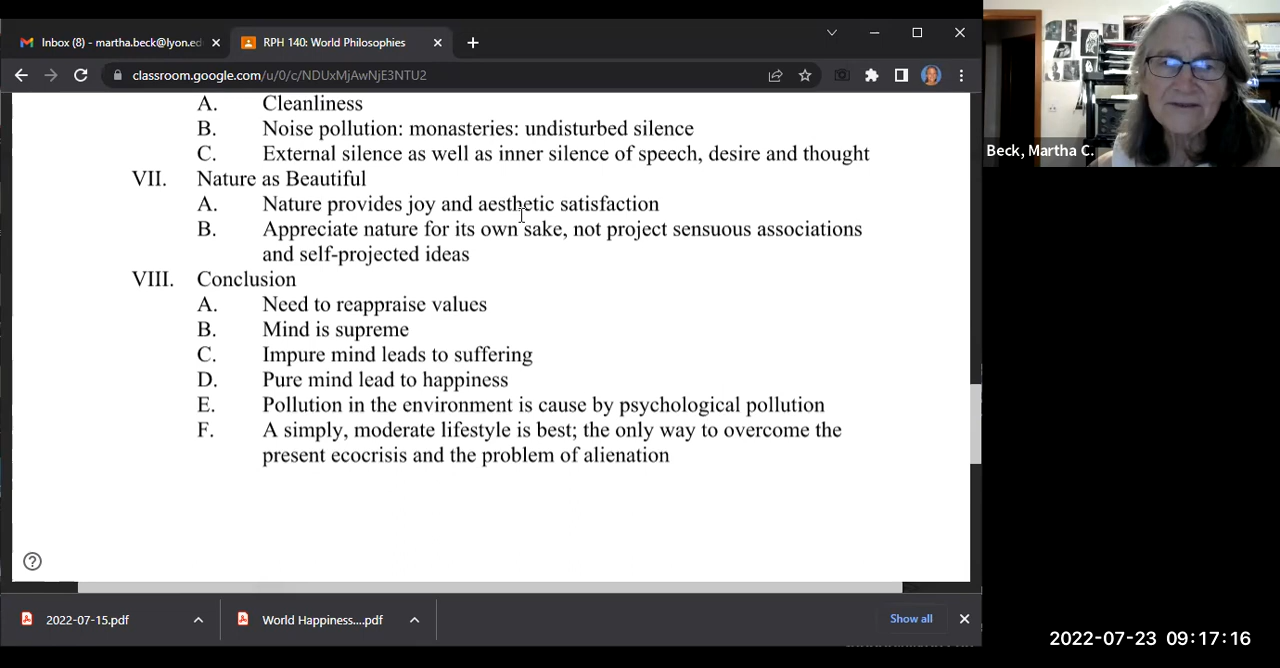 Inbox (8) - martha.beck@lyon.ed
RPH 140: World Philosophies
classroom.google.com/u/0/c/NDUxMjAwNjE3NTU2
A. Cleanliness
B. Noise pollution: monasteries: undisturbed silence
C. External silence as well as inner silence of speech, desire and thought
VII. Nature as Beautiful
A. Nature provides joy and aesthetic satisfaction
B. Appreciate nature for its own sake, not project sensuous associations
and self-projected ideas
VIII. Conclusion
A. Need to reappraise values
B. Mind is supreme
C. Impure mind leads to suffering
D. Pure mind lead to happiness
E. Pollution in the environment is cause by psychological pollution
F. A simply, moderate lifestyle is best; the only way to overcome the
present ecocrisis and the problem of alienation
Beck, Martha C.
2022-07-15.pdf
World Happiness....pdf
Show all
2022-07-23 09:17:16